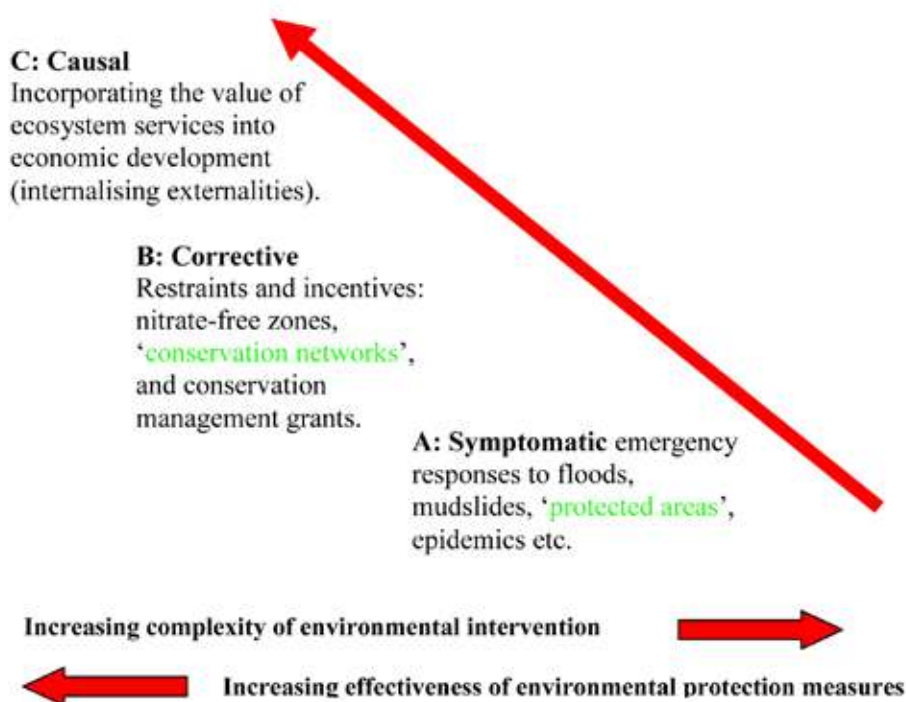 C: Causal
Incorporating the value of
ecosystem services into
economic development
(internalising externalities).
B: Corrective
Restraints and incentives:
nitrate-free zones,
‘conservation networks’,
and conservation
management grants.
A: Symptomatic emergency
responses to floods,
mudslides, ‘protected areas’,
epidemics etc.
Increasing complexity of environmental intervention
Increasing effectiveness of environmental protection measures